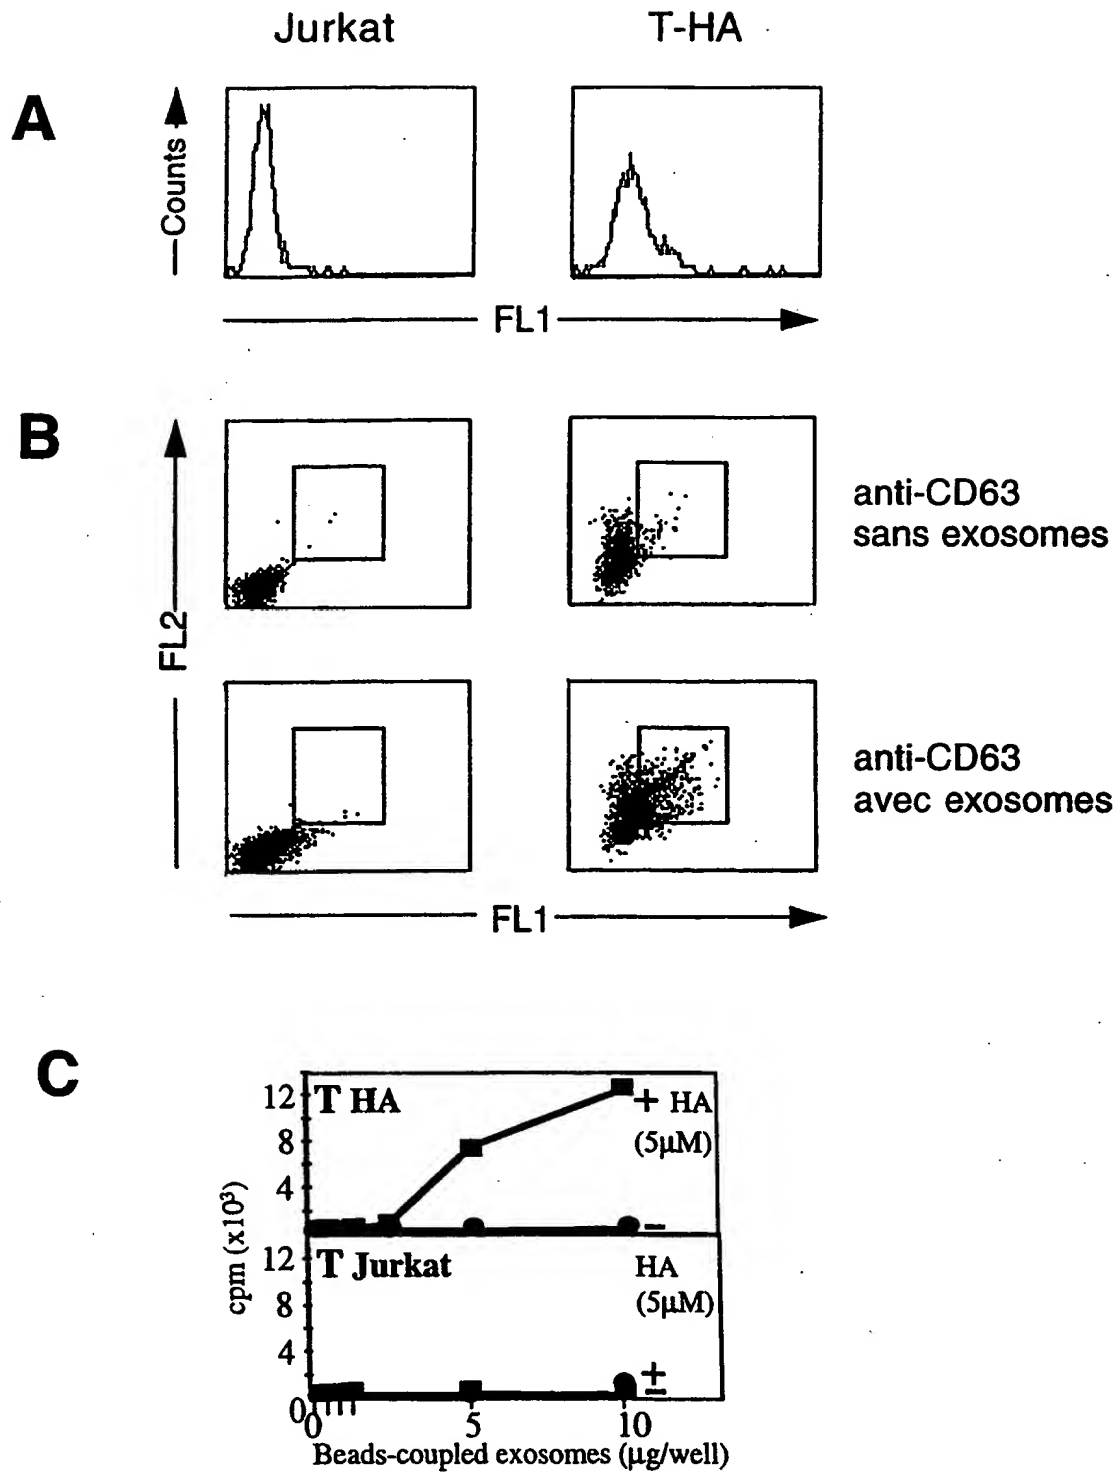 Jurkat T-HA
A
Counts
FL1
B
FL2
anti-CD63
sans exosomes
anti-CD63
avec exosomes
FL1
C
cpm (x10³)
12
8
4
T HA
+ HA
(5µM)
–
12
8
4
0
T Jurkat
HA
(5µM)
+
–
0 5 10
Beads-coupled exosomes (µg/well)